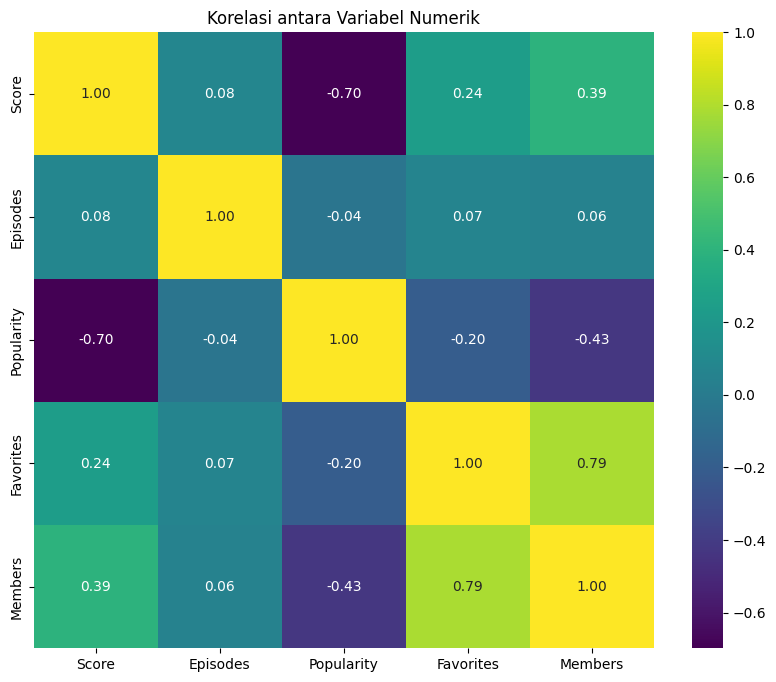 Korelasi antara Variabel Numerik
Score
1.00 0.08 -0.70 0.24 0.39
Episodes
0.08 1.00 -0.04 0.07 0.06
Popularity
-0.70 -0.04 1.00 -0.20 -0.43
Favorites
0.24 0.07 -0.20 1.00 0.79
Members
0.39 0.06 -0.43 0.79 1.00
Score Episodes Popularity Favorites Members
1.0
0.8
0.6
0.4
0.2
0.0
−0.2
−0.4
−0.6